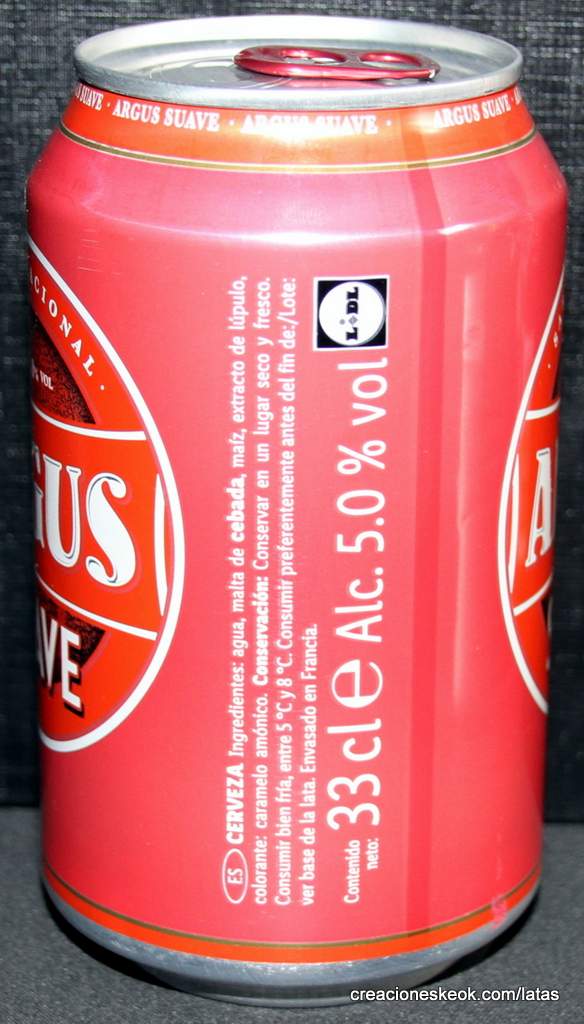 SUAVE · ARGUS SUAVE · ARGUS SUAVE · ARGUS SUAVE ·
ACIONAL ·
% VOL
GUS
AVE
ES CERVEZA Ingredientes: agua, malta de cebada, maíz, extracto de lúpulo,
colorante: caramelo amónico. Conservación: Conservar en un lugar seco y fresco.
Consumir bien fría, entre 5 °C y 8 °C. Consumir preferentemente antes del fin de:/Lote:
ver base de la lata. Envasado en Francia.
Contenido
neto: 33 cl e Alc. 5.0 % vol
LIDL
A
S
creacioneskeok.com/latas